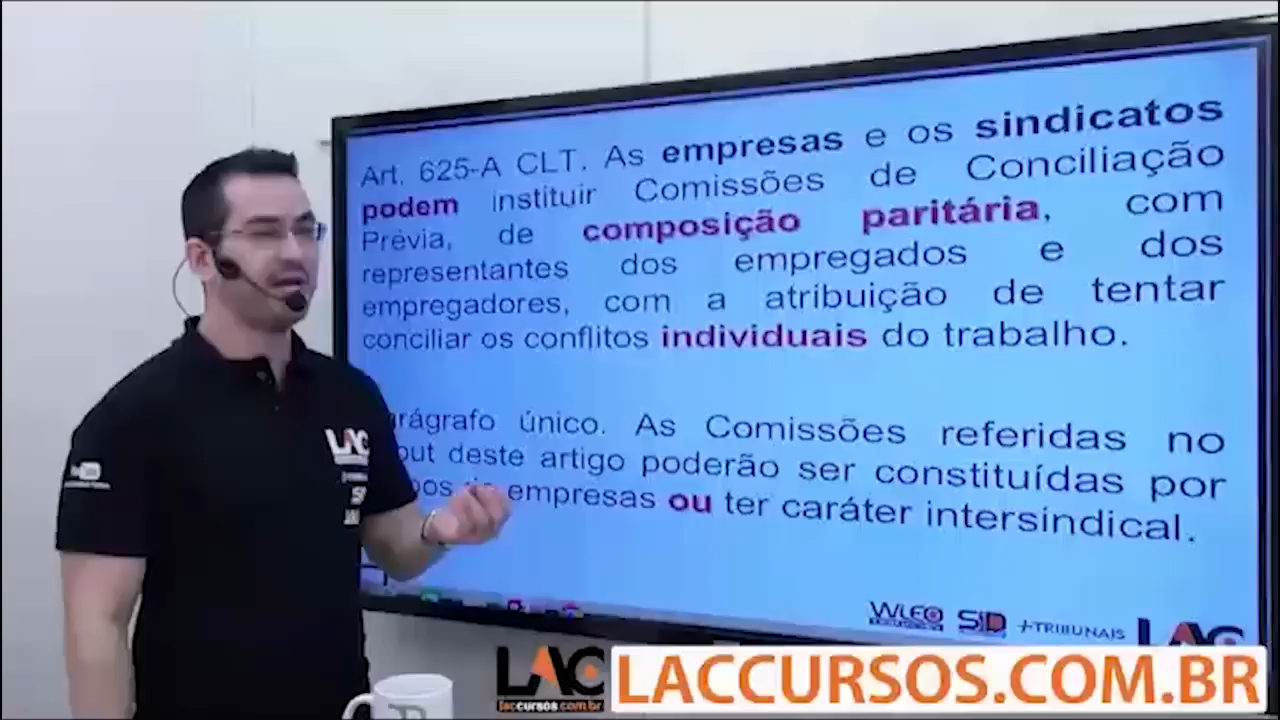 Art. 625-A CLT. As empresas e os sindicatos
podem instituir Comissões de Conciliação
Prévia, de composição paritária, com
representantes dos empregados e dos
empregadores, com a atribuição de tentar
conciliar os conflitos individuais do trabalho.
arágrafo único. As Comissões referidas no
put deste artigo poderão ser constituídas por
pos empresas ou ter caráter intersindical.
LAC
WLEO SID +TRIBUNAIS LAC
LAC
laccursos.com.br
LACCURSOS.COM.BR